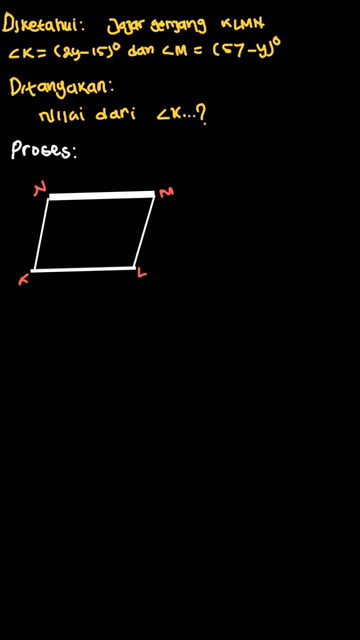 Diketahui: Jajar genjang KLMN
∠K = (2y-15)° dan ∠M = (57-y)°
Ditanyakan:
Nilai dari ∠K...?
Proses:
N M
K L